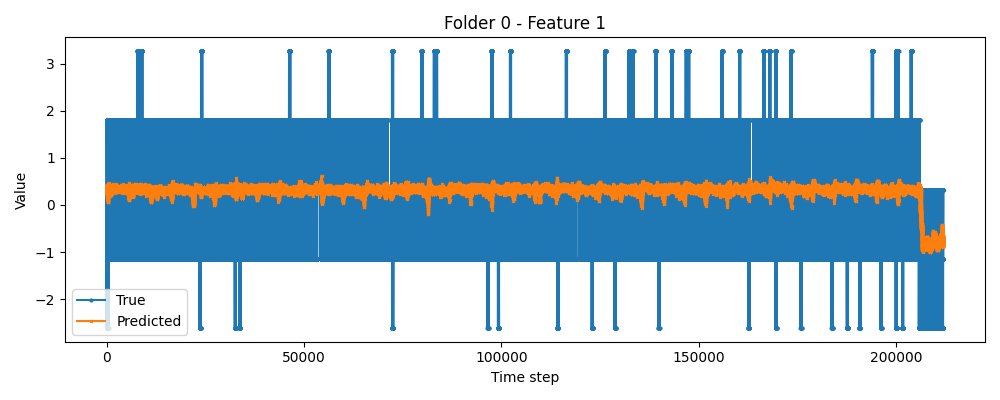 Folder 0 - Feature 1
Value
3
2
1
0
−1
−2
True
Predicted
0
50000
100000
150000
200000
Time step